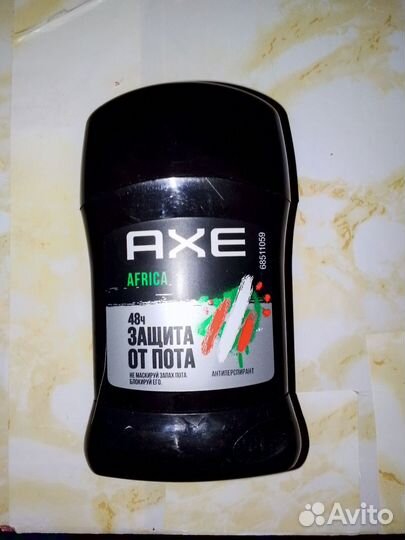 AXE
AFRICA
68511059
48ч
ЗАЩИТА
ОТ ПОТА
НЕ МАСКИРУЙ ЗАПАХ ПОТА.
БЛОКИРУЙ ЕГО.
АНТИПЕРСПИРАНТ
Avito